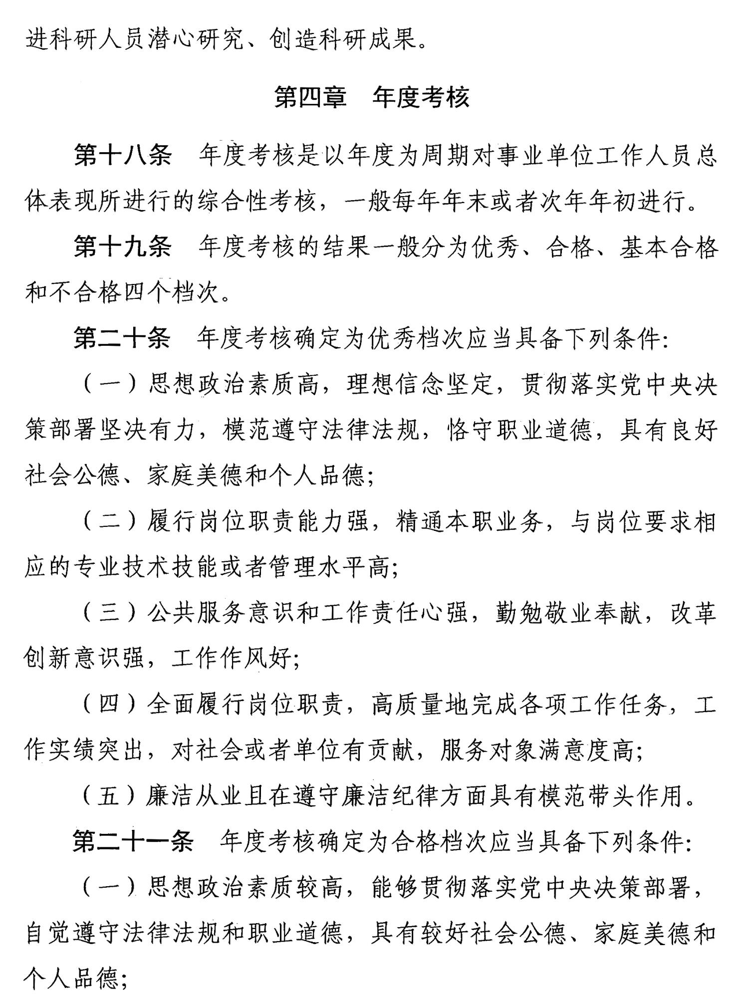 进科研人员潜心研究、创造科研成果。
第四章　年度考核
第十八条　年度考核是以年度为周期对事业单位工作人员总
体表现所进行的综合性考核，一般每年年末或者次年年初进行。
第十九条　年度考核的结果一般分为优秀、合格、基本合格
和不合格四个档次。
第二十条　年度考核确定为优秀档次应当具备下列条件：
（一）思想政治素质高，理想信念坚定，贯彻落实党中央决
策部署坚决有力，模范遵守法律法规，恪守职业道德，具有良好
社会公德、家庭美德和个人品德；
（二）履行岗位职责能力强，精通本职业务，与岗位要求相
应的专业技术技能或者管理水平高；
（三）公共服务意识和工作责任心强，勤勉敬业奉献，改革
创新意识强，工作作风好；
（四）全面履行岗位职责，高质量地完成各项工作任务，工
作实绩突出，对社会或者单位有贡献，服务对象满意度高；
（五）廉洁从业且在遵守廉洁纪律方面具有模范带头作用。
第二十一条　年度考核确定为合格档次应当具备下列条件：
（一）思想政治素质较高，能够贯彻落实党中央决策部署，
自觉遵守法律法规和职业道德，具有较好社会公德、家庭美德和
个人品德；